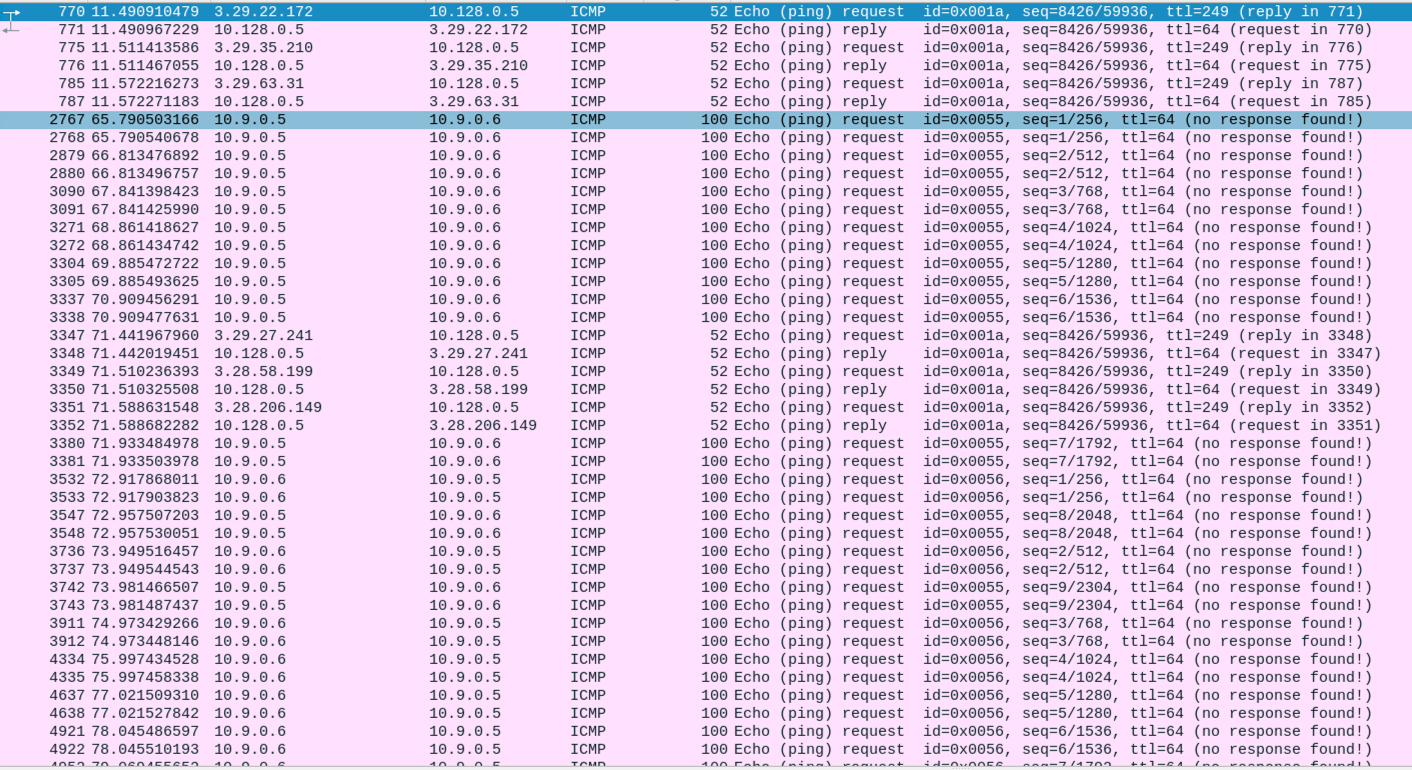 770 11.490910479 3.29.22.172 10.128.0.5 ICMP 52 Echo (ping) request id=0x001a, seq=8426/59936, ttl=249 (reply in 771)
771 11.490967229 10.128.0.5 3.29.22.172 ICMP 52 Echo (ping) reply id=0x001a, seq=8426/59936, ttl=64 (request in 770)
775 11.511413586 3.29.35.210 10.128.0.5 ICMP 52 Echo (ping) request id=0x001a, seq=8426/59936, ttl=249 (reply in 776)
776 11.511467055 10.128.0.5 3.29.35.210 ICMP 52 Echo (ping) reply id=0x001a, seq=8426/59936, ttl=64 (request in 775)
785 11.572216273 3.29.63.31 10.128.0.5 ICMP 52 Echo (ping) request id=0x001a, seq=8426/59936, ttl=249 (reply in 787)
787 11.572271183 10.128.0.5 3.29.63.31 ICMP 52 Echo (ping) reply id=0x001a, seq=8426/59936, ttl=64 (request in 785)
2767 65.790503166 10.9.0.5 10.9.0.6 ICMP 100 Echo (ping) request id=0x0055, seq=1/256, ttl=64 (no response found!)
2768 65.790540678 10.9.0.5 10.9.0.6 ICMP 100 Echo (ping) request id=0x0055, seq=1/256, ttl=64 (no response found!)
2879 66.813476892 10.9.0.5 10.9.0.6 ICMP 100 Echo (ping) request id=0x0055, seq=2/512, ttl=64 (no response found!)
2880 66.813496757 10.9.0.5 10.9.0.6 ICMP 100 Echo (ping) request id=0x0055, seq=2/512, ttl=64 (no response found!)
3090 67.841398423 10.9.0.5 10.9.0.6 ICMP 100 Echo (ping) request id=0x0055, seq=3/768, ttl=64 (no response found!)
3091 67.841425990 10.9.0.5 10.9.0.6 ICMP 100 Echo (ping) request id=0x0055, seq=3/768, ttl=64 (no response found!)
3271 68.861418627 10.9.0.5 10.9.0.6 ICMP 100 Echo (ping) request id=0x0055, seq=4/1024, ttl=64 (no response found!)
3272 68.861434742 10.9.0.5 10.9.0.6 ICMP 100 Echo (ping) request id=0x0055, seq=4/1024, ttl=64 (no response found!)
3304 69.885472722 10.9.0.5 10.9.0.6 ICMP 100 Echo (ping) request id=0x0055, seq=5/1280, ttl=64 (no response found!)
3305 69.885493625 10.9.0.5 10.9.0.6 ICMP 100 Echo (ping) request id=0x0055, seq=5/1280, ttl=64 (no response found!)
3337 70.909456291 10.9.0.5 10.9.0.6 ICMP 100 Echo (ping) request id=0x0055, seq=6/1536, ttl=64 (no response found!)
3338 70.909477631 10.9.0.5 10.9.0.6 ICMP 100 Echo (ping) request id=0x0055, seq=6/1536, ttl=64 (no response found!)
3347 71.441967960 3.29.27.241 10.128.0.5 ICMP 52 Echo (ping) request id=0x001a, seq=8426/59936, ttl=249 (reply in 3348)
3348 71.442019451 10.128.0.5 3.29.27.241 ICMP 52 Echo (ping) reply id=0x001a, seq=8426/59936, ttl=64 (request in 3347)
3349 71.510236393 3.28.58.199 10.128.0.5 ICMP 52 Echo (ping) request id=0x001a, seq=8426/59936, ttl=249 (reply in 3350)
3350 71.510325508 10.128.0.5 3.28.58.199 ICMP 52 Echo (ping) reply id=0x001a, seq=8426/59936, ttl=64 (request in 3349)
3351 71.588631548 3.28.206.149 10.128.0.5 ICMP 52 Echo (ping) request id=0x001a, seq=8426/59936, ttl=249 (reply in 3352)
3352 71.588682282 10.128.0.5 3.28.206.149 ICMP 52 Echo (ping) reply id=0x001a, seq=8426/59936, ttl=64 (request in 3351)
3380 71.933484978 10.9.0.5 10.9.0.6 ICMP 100 Echo (ping) request id=0x0055, seq=7/1792, ttl=64 (no response found!)
3381 71.933503978 10.9.0.5 10.9.0.6 ICMP 100 Echo (ping) request id=0x0055, seq=7/1792, ttl=64 (no response found!)
3532 72.917868011 10.9.0.6 10.9.0.5 ICMP 100 Echo (ping) request id=0x0056, seq=1/256, ttl=64 (no response found!)
3533 72.917903823 10.9.0.6 10.9.0.5 ICMP 100 Echo (ping) request id=0x0056, seq=1/256, ttl=64 (no response found!)
3547 72.957507203 10.9.0.5 10.9.0.6 ICMP 100 Echo (ping) request id=0x0055, seq=8/2048, ttl=64 (no response found!)
3548 72.957530051 10.9.0.5 10.9.0.6 ICMP 100 Echo (ping) request id=0x0055, seq=8/2048, ttl=64 (no response found!)
3736 73.949516457 10.9.0.6 10.9.0.5 ICMP 100 Echo (ping) request id=0x0056, seq=2/512, ttl=64 (no response found!)
3737 73.949544543 10.9.0.6 10.9.0.5 ICMP 100 Echo (ping) request id=0x0056, seq=2/512, ttl=64 (no response found!)
3742 73.981466507 10.9.0.5 10.9.0.6 ICMP 100 Echo (ping) request id=0x0055, seq=9/2304, ttl=64 (no response found!)
3743 73.981487437 10.9.0.5 10.9.0.6 ICMP 100 Echo (ping) request id=0x0055, seq=9/2304, ttl=64 (no response found!)
3911 74.973429266 10.9.0.6 10.9.0.5 ICMP 100 Echo (ping) request id=0x0056, seq=3/768, ttl=64 (no response found!)
3912 74.973448146 10.9.0.6 10.9.0.5 ICMP 100 Echo (ping) request id=0x0056, seq=3/768, ttl=64 (no response found!)
4334 75.997434528 10.9.0.6 10.9.0.5 ICMP 100 Echo (ping) request id=0x0056, seq=4/1024, ttl=64 (no response found!)
4335 75.997458338 10.9.0.6 10.9.0.5 ICMP 100 Echo (ping) request id=0x0056, seq=4/1024, ttl=64 (no response found!)
4637 77.021509310 10.9.0.6 10.9.0.5 ICMP 100 Echo (ping) request id=0x0056, seq=5/1280, ttl=64 (no response found!)
4638 77.021527842 10.9.0.6 10.9.0.5 ICMP 100 Echo (ping) request id=0x0056, seq=5/1280, ttl=64 (no response found!)
4921 78.045486597 10.9.0.6 10.9.0.5 ICMP 100 Echo (ping) request id=0x0056, seq=6/1536, ttl=64 (no response found!)
4922 78.045510193 10.9.0.6 10.9.0.5 ICMP 100 Echo (ping) request id=0x0056, seq=6/1536, ttl=64 (no response found!)